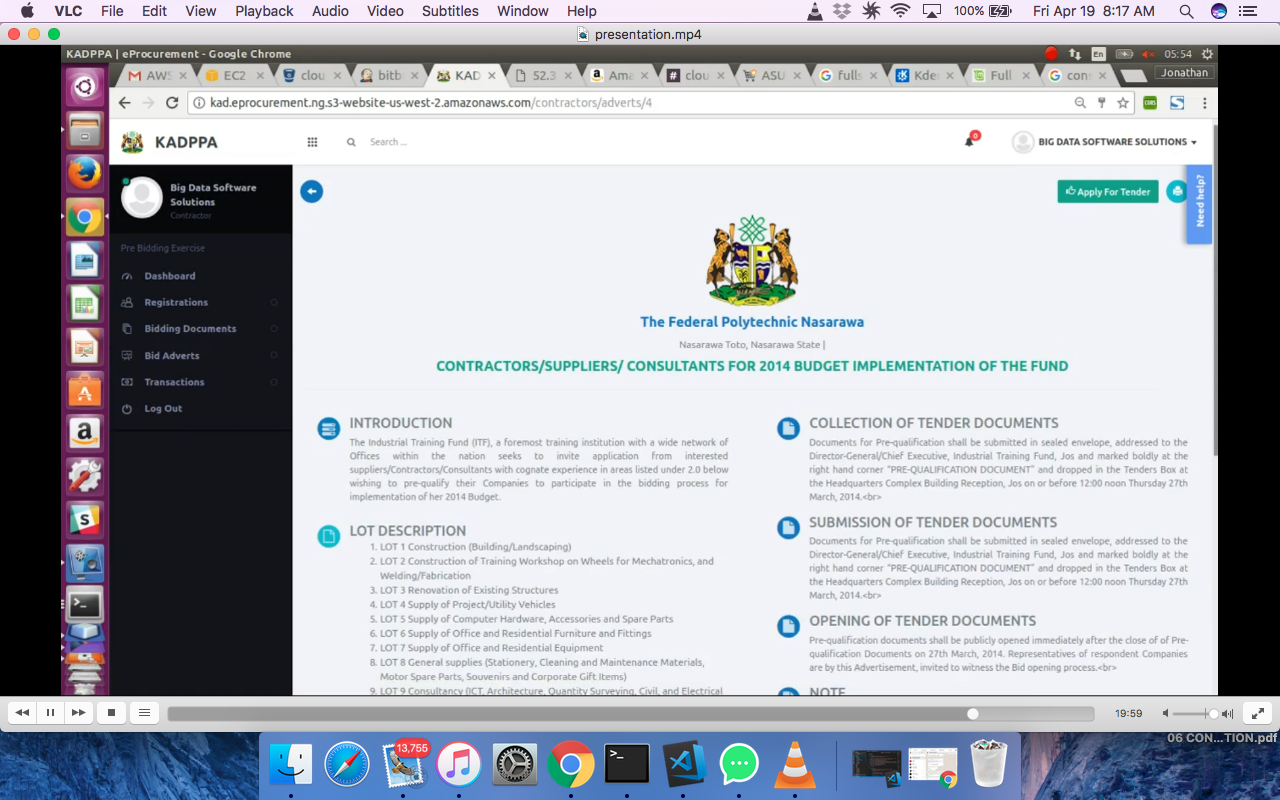 VLC File Edit View Playback Audio Video Subtitles Window Help 100% Fri Apr 19 8:17 AM
presentation.mp4
KADPPA | eProcurement - Google Chrome En 05:54
AWS EC2 clou bitb KAD 52.3 Ama clou ASU fulls Kde Full con Jonathan
kad.eprocurement.ng.s3-website-us-west-2.amazonaws.com/contractors/adverts/4
KADPPA Search ... 0 BIG DATA SOFTWARE SOLUTIONS
Big Data Software
Solutions
Contractor
Pre Bidding Exercise
Dashboard
Registrations
Bidding Documents
Bid Adverts
Transactions
Log Out
Apply For Tender
Need help?
The Federal Polytechnic Nasarawa
Nasarawa Toto, Nasarawa State |
CONTRACTORS/SUPPLIERS/ CONSULTANTS FOR 2014 BUDGET IMPLEMENTATION OF THE FUND
INTRODUCTION
The Industrial Training Fund (ITF), a foremost training institution with a wide network of
Offices within the nation seeks to invite application from interested
suppliers/Contractors/Consultants with cognate experience in areas listed under 2.0 below
wishing to pre-qualify their Companies to participate in the bidding process for
implementation of her 2014 Budget.
LOT DESCRIPTION
1. LOT 1 Construction (Building/Landscaping)
2. LOT 2 Construction of Training Workshop on Wheels for Mechatronics, and
Welding/Fabrication
3. LOT 3 Renovation of Existing Structures
4. LOT 4 Supply of Project/Utility Vehicles
5. LOT 5 Supply of Computer Hardware, Accessories and Spare Parts
6. LOT 6 Supply of Office and Residential Furniture and Fittings
7. LOT 7 Supply of Office and Residential Equipment
8. LOT 8 General supplies (Stationery, Cleaning and Maintenance Materials,
Motor Spare Parts, Souvenirs and Corporate Gift Items)
9. LOT 9 Consultancy (ICT, Architecture, Quantity Surveying, Civil, and Electrical
COLLECTION OF TENDER DOCUMENTS
Documents for Pre-qualification shall be submitted in sealed envelope, addressed to the
Director-General/Chief Executive, Industrial Training Fund, Jos and marked boldly at the
right hand corner “PRE-QUALIFICATION DOCUMENT” and dropped in the Tenders Box at
the Headquarters Complex Building Reception, Jos on or before 12:00 noon Thursday 27th
March, 2014.<br>
SUBMISSION OF TENDER DOCUMENTS
Documents for Pre-qualification shall be submitted in sealed envelope, addressed to the
Director-General/Chief Executive, Industrial Training Fund, Jos and marked boldly at the
right hand corner “PRE-QUALIFICATION DOCUMENT” and dropped in the Tenders Box at
the Headquarters Complex Building Reception, Jos on or before 12:00 noon Thursday 27th
March, 2014.<br>
OPENING OF TENDER DOCUMENTS
Pre-qualification documents shall be publicly opened immediately after the close of of Pre-
qualification Documents on 27th March, 2014. Representatives of respondent Companies
are by this Advertisement, invited to witness the Bid opening process.<br>
NOTE
19:59
06 CON...TION.pdf
13,755